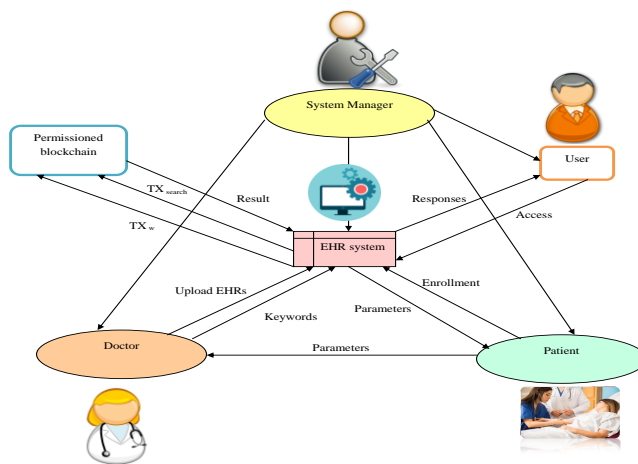 System Manager
Permissioned
blockchain
User
TX search
Result
Responses
TX w
Access
EHR system
Upload EHRs
Enrollment
Keywords
Parameters
Doctor
Parameters
Patient